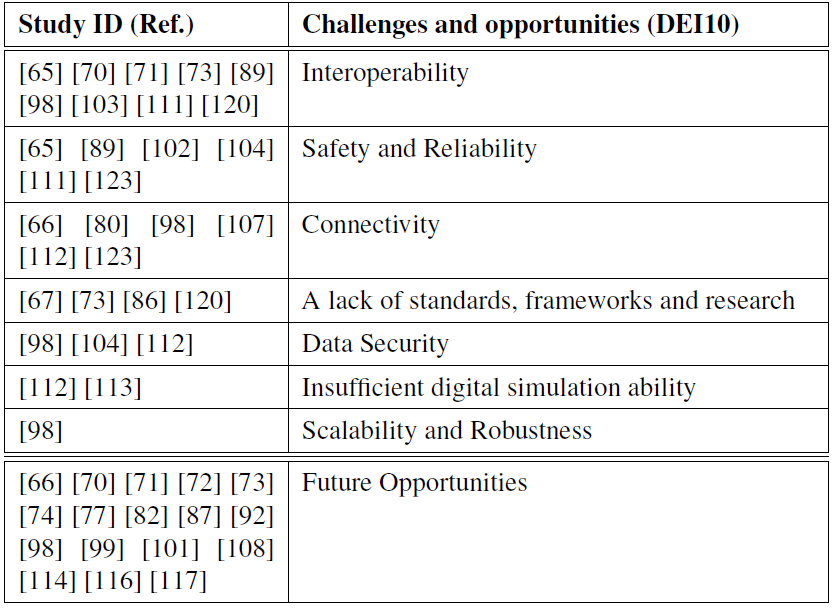 Study ID (Ref.) Challenges and opportunities (DEI10)
[65] [70] [71] [73] [89] Interoperability
[98] [103] [111] [120]
[65] [89] [102] [104] Safety and Reliability
[111] [123]
[66] [80] [98] [107] Connectivity
[112] [123]
[67] [73] [86] [120] A lack of standards, frameworks and research
[98] [104] [112] Data Security
[112] [113] Insufficient digital simulation ability
[98] Scalability and Robustness
[66] [70] [71] [72] [73] Future Opportunities
[74] [77] [82] [87] [92]
[98] [99] [101] [108]
[114] [116] [117]